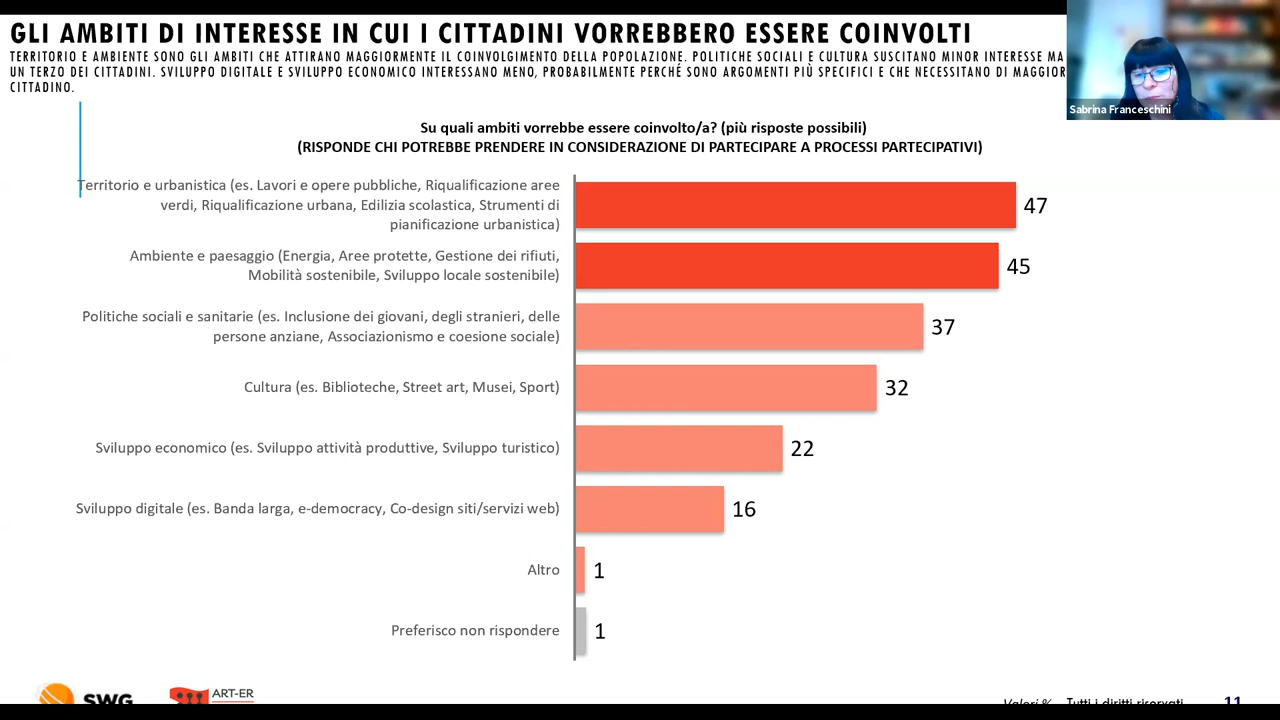 GLI AMBITI DI INTERESSE IN CUI I CITTADINI VORREBBERO ESSERE COINVOLTI
TERRITORIO E AMBIENTE SONO GLI AMBITI CHE ATTIRANO MAGGIORMENTE IL COINVOLGIMENTO DELLA POPOLAZIONE. POLITICHE SOCIALI E CULTURA SUSCITANO MINOR INTERESSE MA
UN TERZO DEI CITTADINI. SVILUPPO DIGITALE E SVILUPPO ECONOMICO INTERESSANO MENO, PROBABILMENTE PERCHÉ SONO ARGOMENTI PIÙ SPECIFICI E CHE NECESSITANO DI MAGGIOR
CITTADINO.
Sabrina Franceschini
Su quali ambiti vorrebbe essere coinvolto/a? (più risposte possibili)
(RISPONDE CHI POTREBBE PRENDERE IN CONSIDERAZIONE DI PARTECIPARE A PROCESSI PARTECIPATIVI)
Territorio e urbanistica (es. Lavori e opere pubbliche, Riqualificazione aree
verdi, Riqualificazione urbana, Edilizia scolastica, Strumenti di
pianificazione urbanistica)
47
Ambiente e paesaggio (Energia, Aree protette, Gestione dei rifiuti,
Mobilità sostenibile, Sviluppo locale sostenibile)
45
Politiche sociali e sanitarie (es. Inclusione dei giovani, degli stranieri, delle
persone anziane, Associazionismo e coesione sociale)
37
Cultura (es. Biblioteche, Street art, Musei, Sport)
32
Sviluppo economico (es. Sviluppo attività produttive, Sviluppo turistico)
22
Sviluppo digitale (es. Banda larga, e-democracy, Co-design siti/servizi web)
16
Altro
1
Preferisco non rispondere
1
SWG
ART-ER
Valori % Tutti i diritti riservati
11